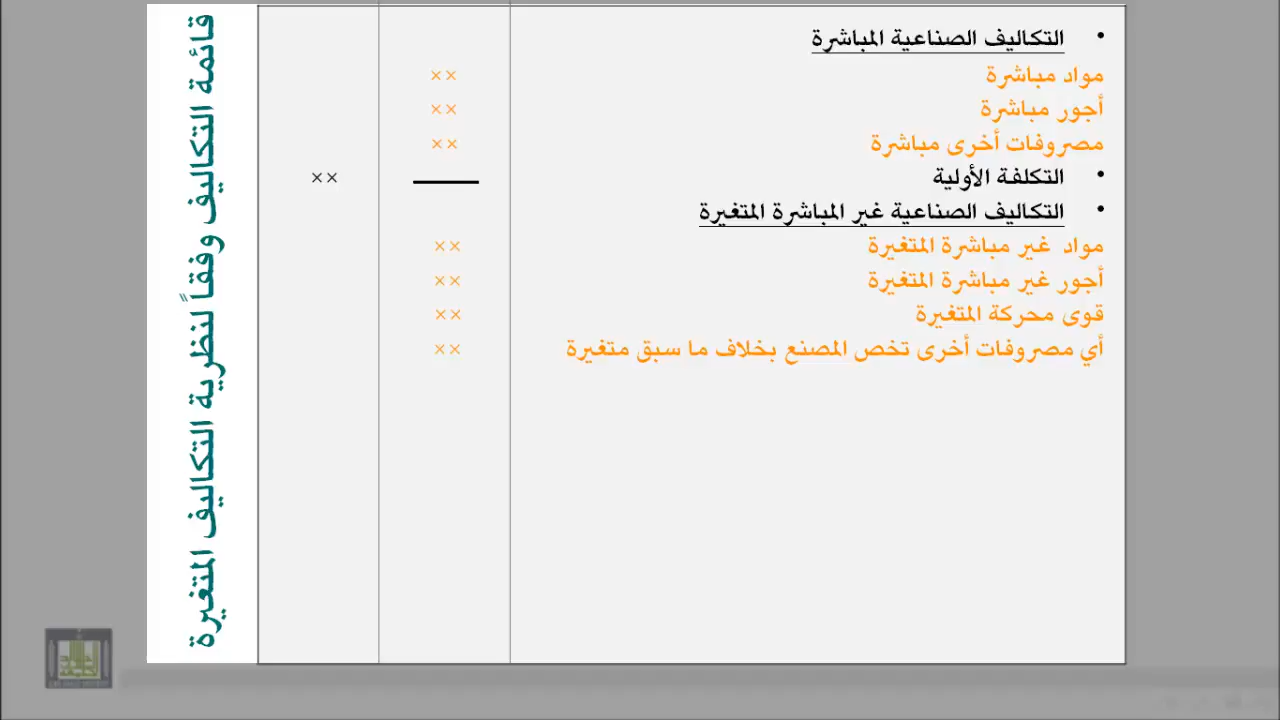 قائمة التكاليف وفقاً لنظرية التكاليف المتغيرة
• التكاليف الصناعية المباشرة
مواد مباشرة ××
أجور مباشرة ××
مصروفات أخرى مباشرة ××
• التكلفة الأولية ××
• التكاليف الصناعية غير المباشرة المتغيرة
مواد غير مباشرة المتغيرة ××
أجور غير مباشرة المتغيرة ××
قوى محركة المتغيرة ××
أي مصروفات أخرى تخص المصنع بخلاف ما سبق متغيرة ××